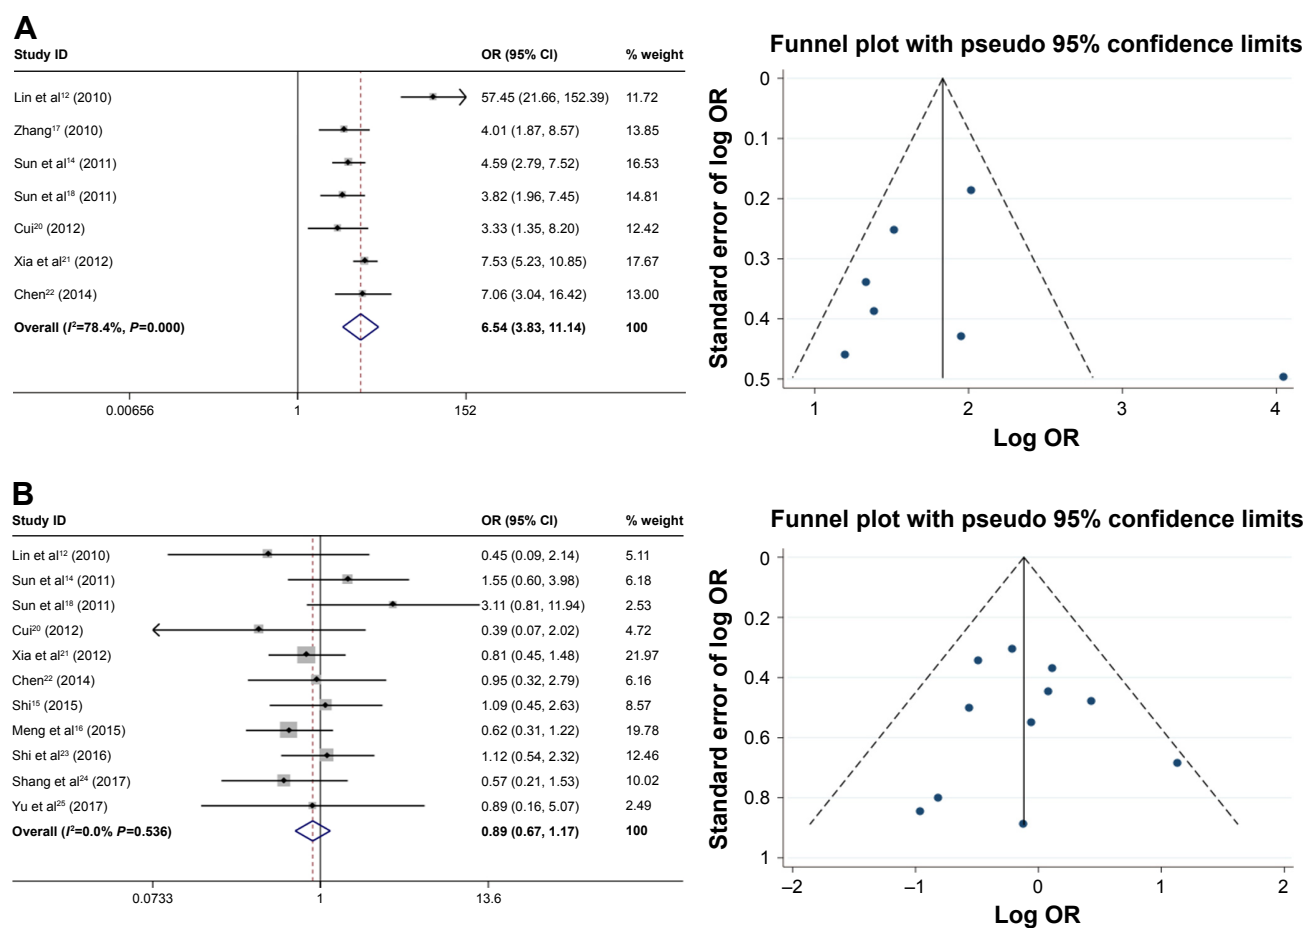 A
Study ID OR (95% CI) % weight
Lin et al¹² (2010) 57.45 (21.66, 152.39) 11.72
Zhang¹⁷ (2010) 4.01 (1.87, 8.57) 13.85
Sun et al¹⁴ (2011) 4.59 (2.79, 7.52) 16.53
Sun et al¹⁸ (2011) 3.82 (1.96, 7.45) 14.81
Cui²⁰ (2012) 3.33 (1.35, 8.20) 12.42
Xia et al²¹ (2012) 7.53 (5.23, 10.85) 17.67
Chen²² (2014) 7.06 (3.04, 16.42) 13.00
Overall (I²=78.4%, P=0.000) 6.54 (3.83, 11.14) 100
0.00656 1 152
Funnel plot with pseudo 95% confidence limits
Standard error of log OR
0
0.1
0.2
0.3
0.4
0.5
1 2 3 4
Log OR
B
Study ID OR (95% CI) % weight
Lin et al¹² (2010) 0.45 (0.09, 2.14) 5.11
Sun et al¹⁴ (2011) 1.55 (0.60, 3.98) 6.18
Sun et al¹⁸ (2011) 3.11 (0.81, 11.94) 2.53
Cui²⁰ (2012) 0.39 (0.07, 2.02) 4.72
Xia et al²¹ (2012) 0.81 (0.45, 1.48) 21.97
Chen²² (2014) 0.95 (0.32, 2.79) 6.16
Shi¹⁵ (2015) 1.09 (0.45, 2.63) 8.57
Meng et al¹⁶ (2015) 0.62 (0.31, 1.22) 19.78
Shi et al²³ (2016) 1.12 (0.54, 2.32) 12.46
Shang et al²⁴ (2017) 0.57 (0.21, 1.53) 10.02
Yu et al²⁵ (2017) 0.89 (0.16, 5.07) 2.49
Overall (I²=0.0% P=0.536) 0.89 (0.67, 1.17) 100
0.0733 1 13.6
Funnel plot with pseudo 95% confidence limits
Standard error of log OR
0
0.2
0.4
0.6
0.8
1
–2 –1 0 1 2
Log OR